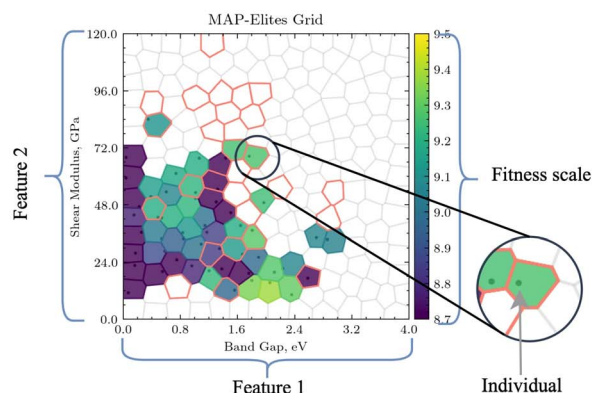 MAP-Elites Grid
120.0
96.0
72.0
48.0
24.0
0.0
Shear Modulus, GPa
Feature 2
0.0 0.8 1.6 2.4 3.2 4.0
Band Gap, eV
Feature 1
9.5
9.4
9.3
9.2
9.1
9.0
8.9
8.8
8.7
Fitness scale
Individual